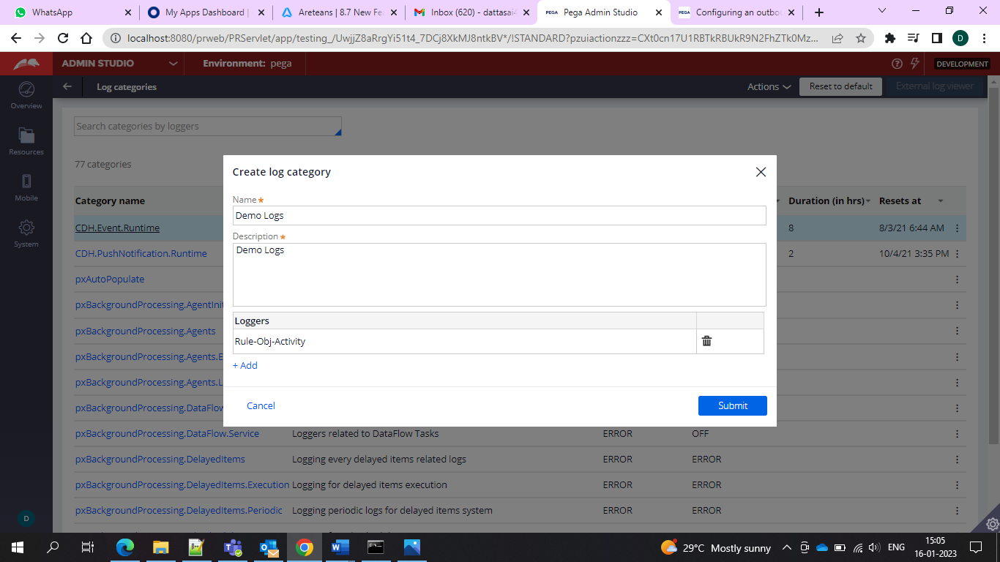 WhatsApp
My Apps Dashboard |
Areteans | 8.7 New Fea
Inbox (620) - dattasai4
PEGA Pega Admin Studio
PEGA Configuring an outbou
localhost:8080/prweb/PRServlet/app/testing_/UwjjZ8aRrgYi51t4_7DCj8XkMJ8ntkBV*/!STANDARD?pzuiactionzzz=CXt0cn17U1RBTkRBUkR9N2FhZTk0Mz...
D
ADMIN STUDIO
Environment: pega
DEVELOPMENT
Log categories
Actions
Reset to default
External log viewer
Overview
Resources
Mobile
System
D
Search categories by loggers
77 categories
Category name
Duration (in hrs)
Resets at
CDH.Event.Runtime
8
8/3/21 6:44 AM
CDH.PushNotification.Runtime
2
10/4/21 3:35 PM
pxAutoPopulate
pxBackgroundProcessing.AgentInit
pxBackgroundProcessing.Agents
pxBackgroundProcessing.Agents.E
pxBackgroundProcessing.Agents.L
pxBackgroundProcessing.DataFlow
pxBackgroundProcessing.DataFlow.Service Loggers related to DataFlow Tasks ERROR OFF
pxBackgroundProcessing.DelayedItems Logging every delayed items related logs ERROR ERROR
pxBackgroundProcessing.DelayedItems.Execution Logging for delayed items execution ERROR ERROR
pxBackgroundProcessing.DelayedItems.Periodic Logging periodic logs for delayed items system ERROR ERROR
Create log category
Name★
Demo Logs
Description ★
Demo Logs
Loggers
Rule-Obj-Activity
+ Add
Cancel
Submit
29°C Mostly sunny
ENG
15:05
16-01-2023